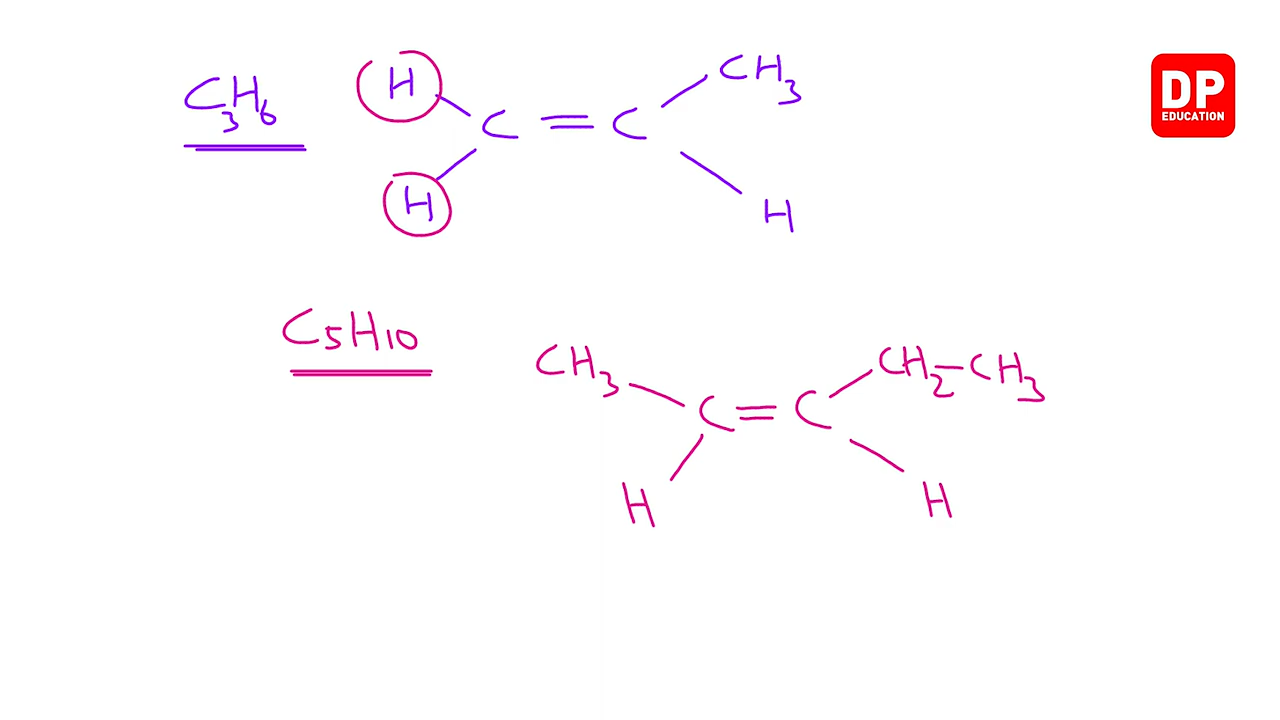 C3H6
H
CH3
C = C
H
H
DP
EDUCATION
C5H10
CH3
CH2-CH3
C = C
H
H